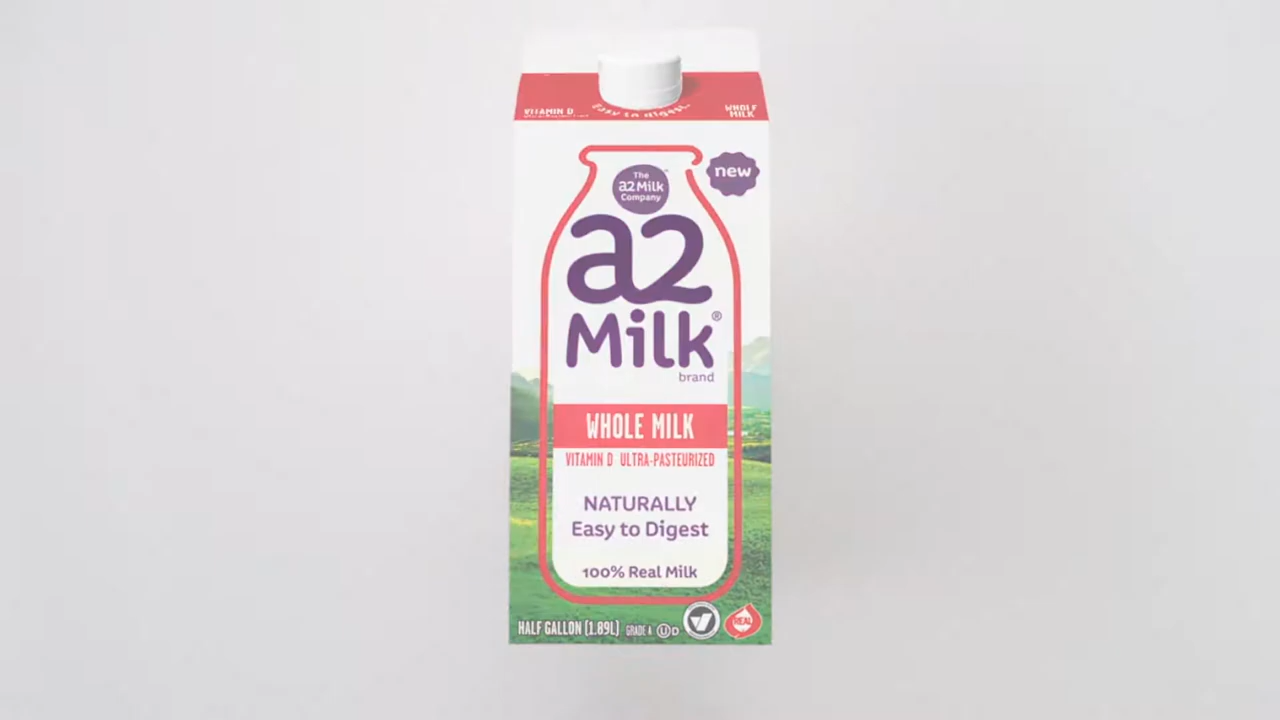 VITAMIN D
Easy to Digest.
WHOLE
MILK
new
The
a2 Milk
Company™
a2
Milk®
brand
WHOLE MILK
VITAMIN D ULTRA-PASTEURIZED
NATURALLY
Easy to Digest
100% Real Milk
HALF GALLON (1.89L) GRADE A U D
REAL